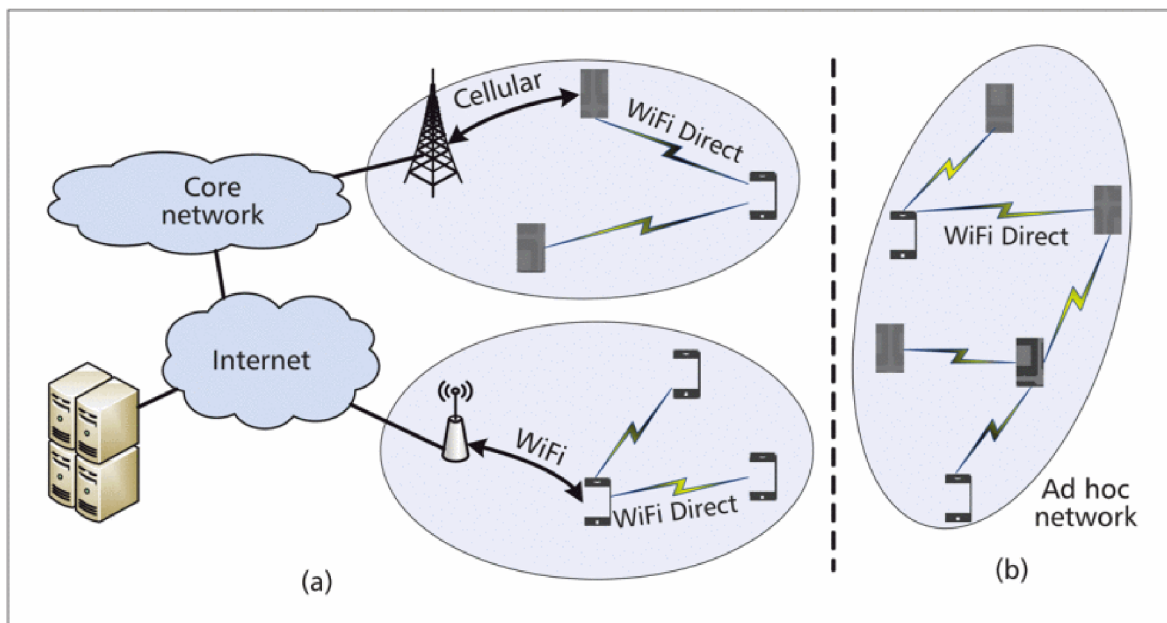 Cellular
WiFi Direct
Core
network
WiFi Direct
Internet
WiFi
WiFi Direct
Ad hoc
network
(a)
(b)